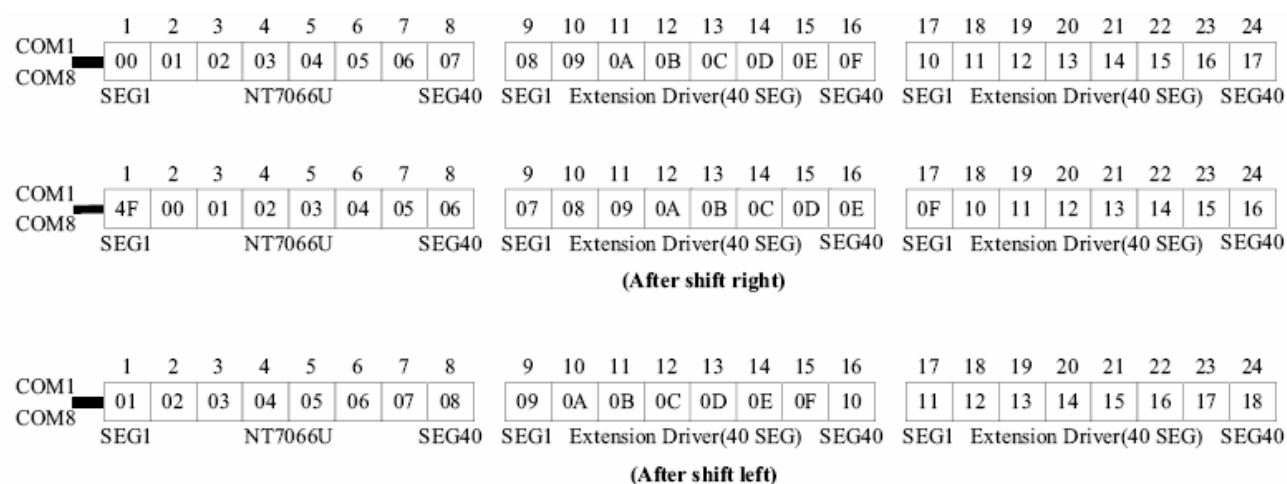 1 2 3 4 5 6 7 8 9 10 11 12 13 14 15 16 17 18 19 20 21 22 23 24
COM1
00 01 02 03 04 05 06 07 08 09 0A 0B 0C 0D 0E 0F 10 11 12 13 14 15 16 17
COM8
SEG1 NT7066U SEG40 SEG1 Extension Driver(40 SEG) SEG40 SEG1 Extension Driver(40 SEG) SEG40
1 2 3 4 5 6 7 8 9 10 11 12 13 14 15 16 17 18 19 20 21 22 23 24
COM1
4F 00 01 02 03 04 05 06 07 08 09 0A 0B 0C 0D 0E 0F 10 11 12 13 14 15 16
COM8
SEG1 NT7066U SEG40 SEG1 Extension Driver(40 SEG) SEG40 SEG1 Extension Driver(40 SEG) SEG40
(After shift right)
1 2 3 4 5 6 7 8 9 10 11 12 13 14 15 16 17 18 19 20 21 22 23 24
COM1
01 02 03 04 05 06 07 08 09 0A 0B 0C 0D 0E 0F 10 11 12 13 14 15 16 17 18
COM8
SEG1 NT7066U SEG40 SEG1 Extension Driver(40 SEG) SEG40 SEG1 Extension Driver(40 SEG) SEG40
(After shift left)